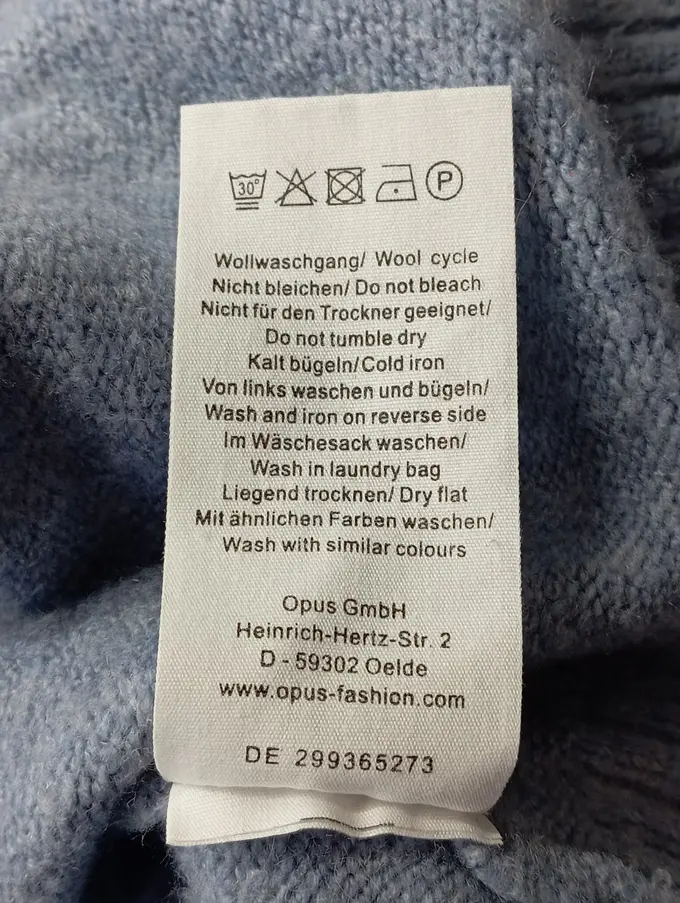 30°
P
Wollwaschgang/ Wool cycle
Nicht bleichen/ Do not bleach
Nicht für den Trockner geeignet/
Do not tumble dry
Kalt bügeln/Cold iron
Von links waschen und bügeln/
Wash and iron on reverse side
Im Wäschesack waschen/
Wash in laundry bag
Liegend trocknen/ Dry flat
Mit ähnlichen Farben waschen/
Wash with similar colours
Opus GmbH
Heinrich-Hertz-Str. 2
D - 59302 Oelde
www.opus-fashion.com
DE 299365273